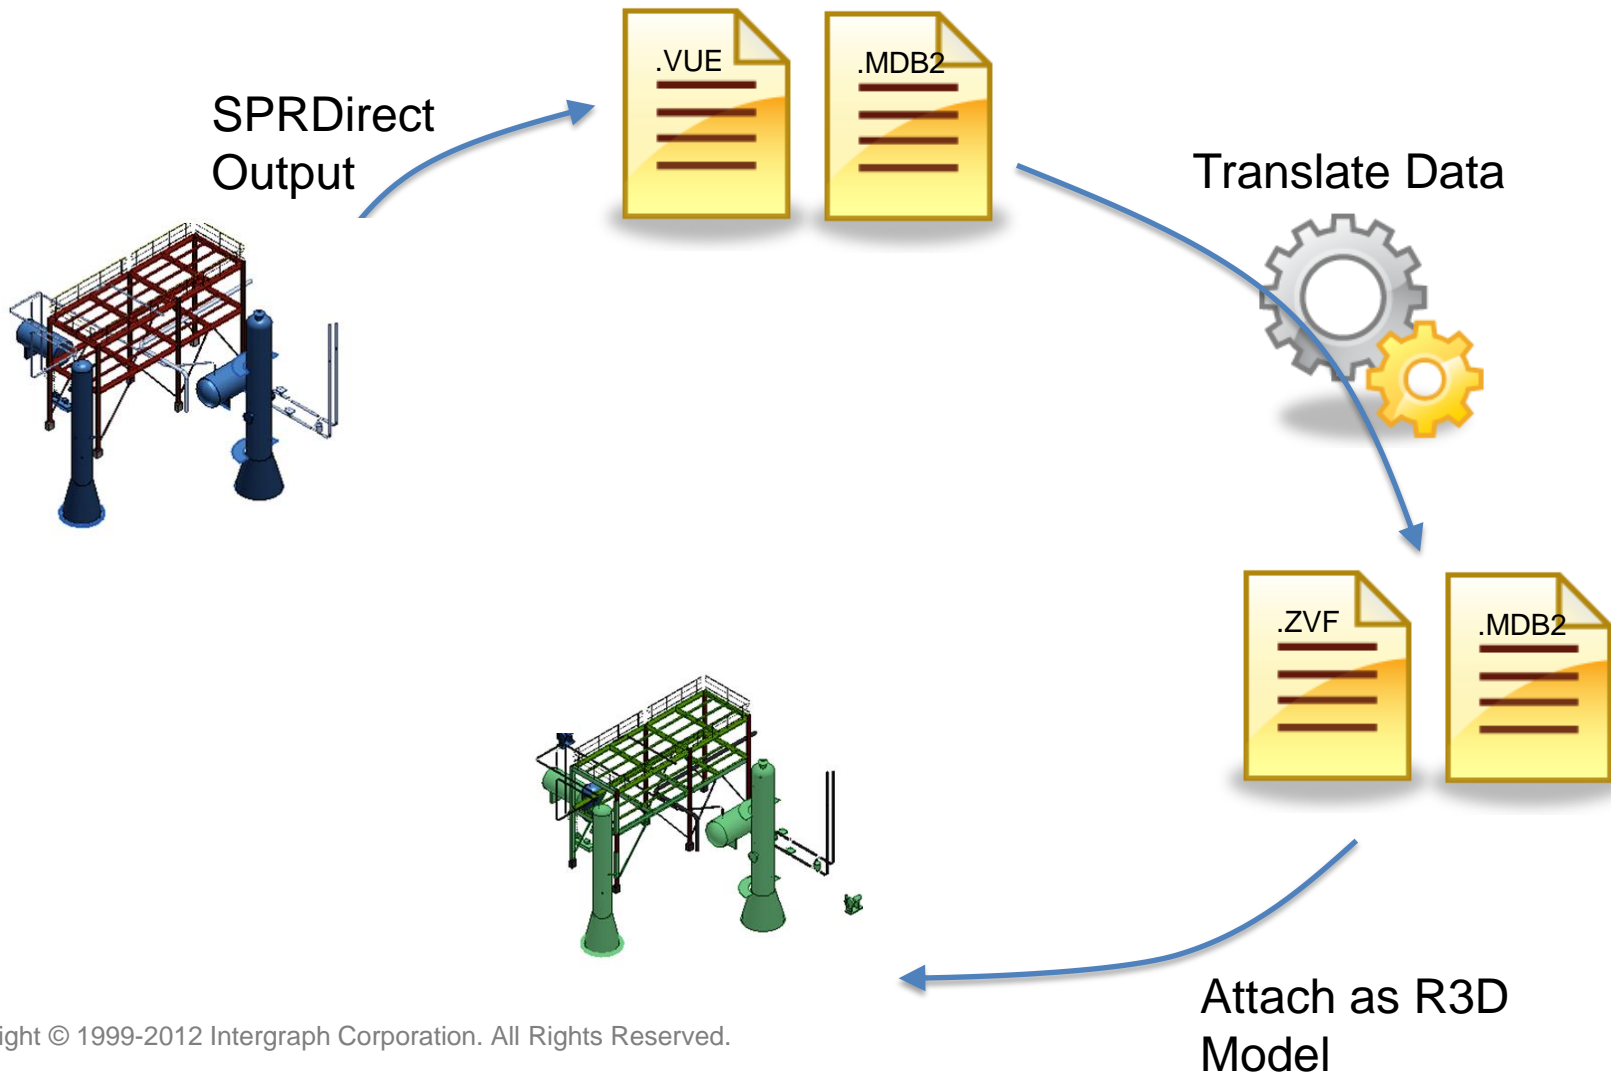 .VUE
.MDB2
SPRDirect
Output
Translate Data
.ZVF
.MDB2
Attach as R3D
Model
© 1999-2012 Intergraph Corporation. All Rights Reserved.